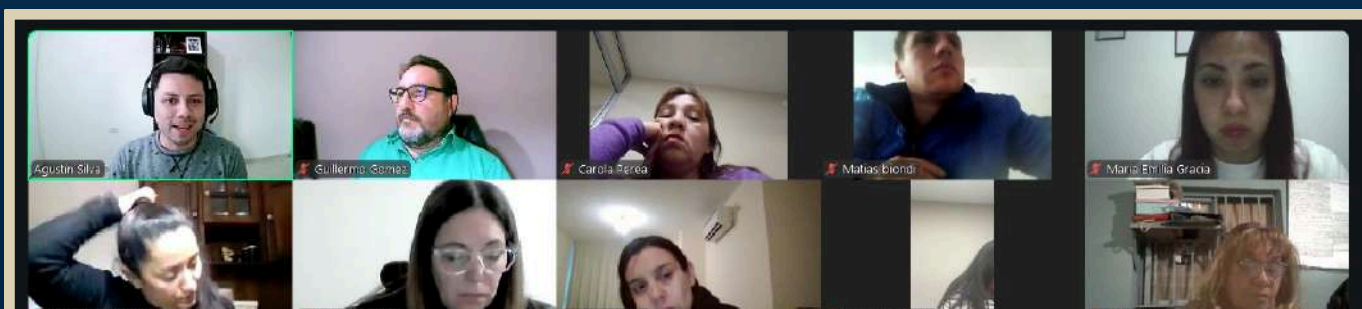 Agustin Silva
Guillermo Gomez
Carola Perea
Matias biondi
Maria Emilia Gracia